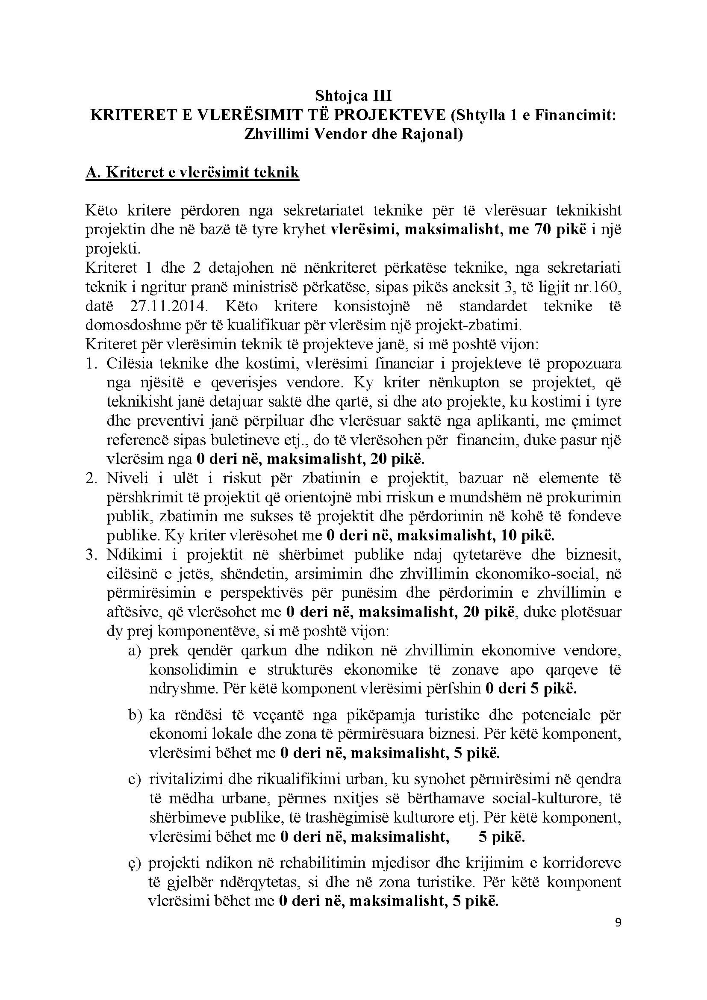 Shtojca III
KRITERET E VLERËSIMIT TË PROJEKTEVE (Shtylla 1 e Financimit:
Zhvillimi Vendor dhe Rajonal)
A. Kriteret e vlerësimit teknik
Këto kritere përdoren nga sekretariatet teknike për të vlerësuar teknikisht
projektin dhe në bazë të tyre kryhet vlerësimi, maksimalisht, me 70 pikë i një
projekti.
Kriteret 1 dhe 2 detajohen në nënkriteret përkatëse teknike, nga sekretariati
teknik i ngritur pranë ministrisë përkatëse, sipas pikës aneksit 3, të ligjit nr.160,
datë 27.11.2014. Këto kritere konsistojnë në standardet teknike të
domosdoshme për të kualifikuar për vlerësim një projekt-zbatimi.
Kriteret për vlerësimin teknik të projekteve janë, si më poshtë vijon:
1. Cilësia teknike dhe kostimi, vlerësimi financiar i projekteve të propozuara
nga njësitë e qeverisjes vendore. Ky kriter nënkupton se projektet, që
teknikisht janë detajuar saktë dhe qartë, si dhe ato projekte, ku kostimi i tyre
dhe preventivi janë përpiluar dhe vlerësuar saktë nga aplikanti, me çmimet
referencë sipas buletineve etj., do të vlerësohen për financim, duke pasur një
vlerësim nga 0 deri në, maksimalisht, 20 pikë.
2. Niveli i ulët i riskut për zbatimin e projektit, bazuar në elemente të
përshkrimit të projektit që orientojnë mbi rriskun e mundshëm në prokurimin
publik, zbatimin me sukses të projektit dhe përdorimin në kohë të fondeve
publike. Ky kriter vlerësohet me 0 deri në, maksimalisht, 10 pikë.
3. Ndikimi i projektit në shërbimet publike ndaj qytetarëve dhe biznesit,
cilësinë e jetës, shëndetin, arsimimin dhe zhvillimin ekonomiko-social, në
përmirësimin e perspektivës për punësim dhe përdorimin e zhvillimin e
aftësive, që vlerësohet me 0 deri në, maksimalisht, 20 pikë, duke plotësuar
dy prej komponentëve, si më poshtë vijon:
a) prek qendër qarkun dhe ndikon në zhvillimin ekonomive vendore,
konsolidimin e strukturës ekonomike të zonave apo qarqeve të
ndryshme. Për këtë komponent vlerësimi përfshin 0 deri 5 pikë.
b) ka rëndësi të veçantë nga pikëpamja turistike dhe potenciale për
ekonomi lokale dhe zona të përmirësuara biznesi. Për këtë komponent,
vlerësimi bëhet me 0 deri në, maksimalisht, 5 pikë.
c) rivitalizimi dhe rikualifikimi urban, ku synohet përmirësimi në qendra
të mëdha urbane, përmes nxitjes së bërthamave social-kulturore, të
shërbimeve publike, të trashëgimisë kulturore etj. Për këtë komponent,
vlerësimi bëhet me 0 deri në, maksimalisht, 5 pikë.
ç) projekti ndikon në rehabilitimin mjedisor dhe krijimim e korridoreve
të gjelbër ndërqytetas, si dhe në zona turistike. Për këtë komponent
vlerësimi bëhet me 0 deri në, maksimalisht, 5 pikë.
9